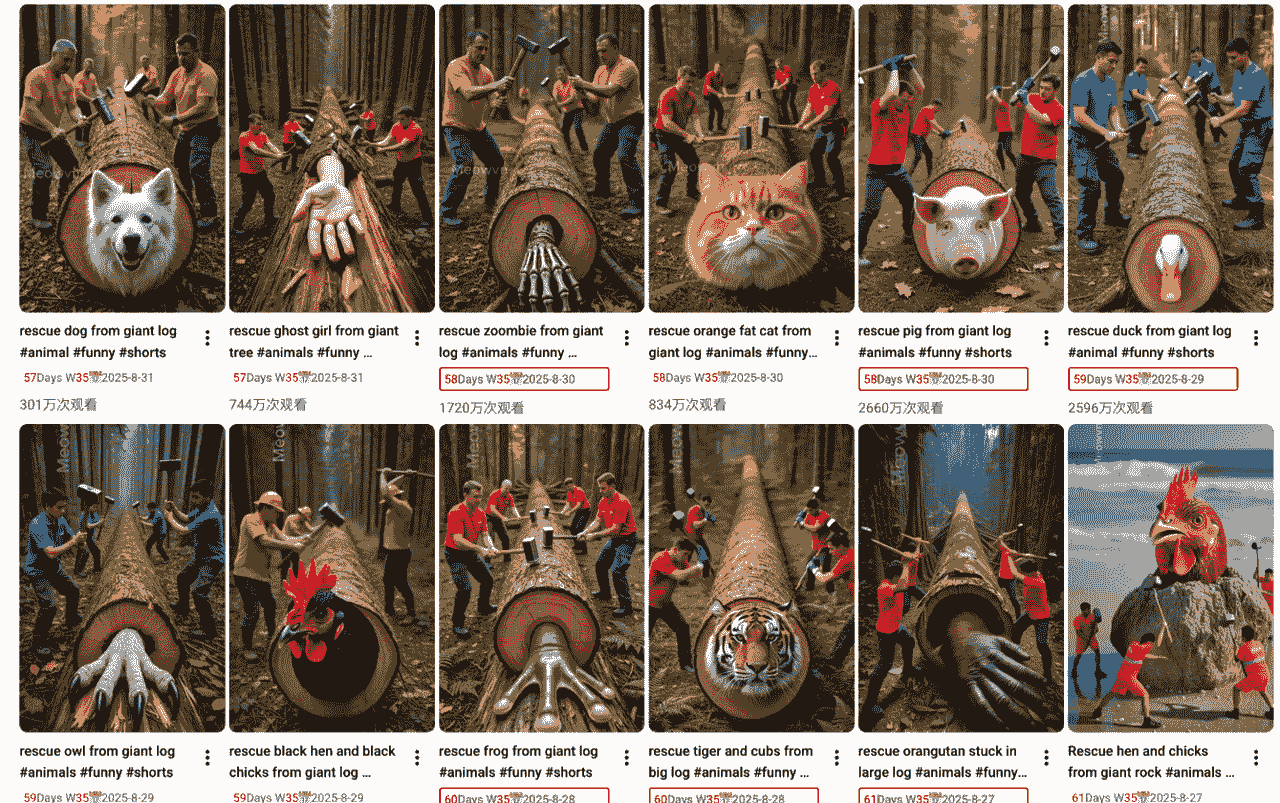 rescue dog from giant log
#animal #funny #shorts
57Days W35 2025-8-31
301万次观看
rescue ghost girl from giant
tree #animals #funny ...
57Days W35 2025-8-31
744万次观看
rescue zoombie from giant
log #animals #funny ...
58Days W35 2025-8-30
1720万次观看
rescue orange fat cat from
giant log #animals #funny...
58Days W35 2025-8-30
834万次观看
rescue pig from giant log
#animals #funny #shorts
58Days W35 2025-8-30
2660万次观看
rescue duck from giant log
#animal #funny #shorts
59Days W35 2025-8-29
2596万次观看
rescue owl from giant log
#animals #funny #shorts
59Days W35 2025-8-29
rescue black hen and black
chicks from giant log ...
59Days W35 2025-8-29
rescue frog from giant log
#animals #funny #shorts
60Days W35 2025-8-28
rescue tiger and cubs from
big log #animals #funny ...
60Days W35 2025-8-28
rescue orangutan stuck in
large log #animals #funny...
61Days W35 2025-8-27
Rescue hen and chicks
from giant rock #animals ...
61Days W35 2025-8-27